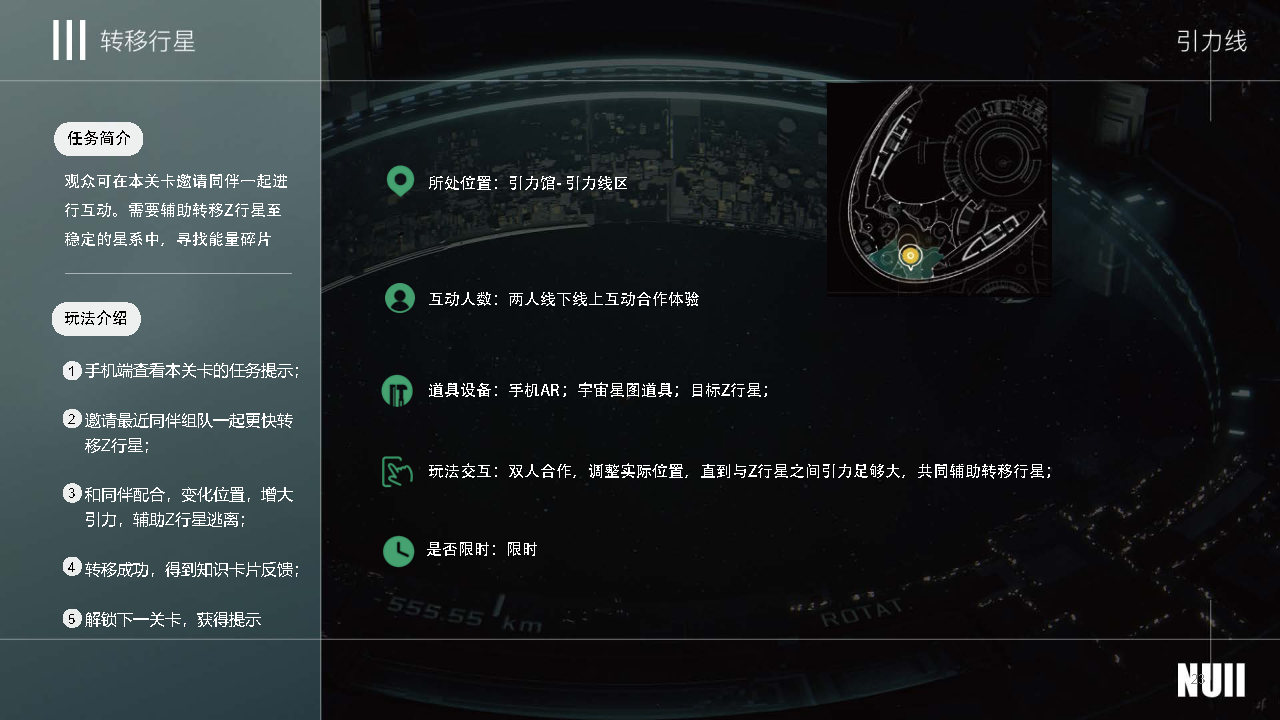 转移行星
引力线
任务简介
观众可在本关卡邀请同伴一起进
行互动。需要辅助转移Z行星至
稳定的星系中，寻找能量碎片
玩法介绍
1 手机端查看本关卡的任务提示；
2 邀请最近同伴组队一起更快转
移Z行星；
3 和同伴配合，变化位置，增大
引力，辅助Z行星逃离；
4 转移成功，得到知识卡片反馈；
5 解锁下一关卡，获得提示
所处位置：引力馆-引力线区
互动人数：两人线下线上互动合作体验
道具设备：手机AR；宇宙星图道具；目标Z行星；
玩法交互：双人合作，调整实际位置，直到与Z行星之间引力足够大，共同辅助转移行星；
是否限时：限时
555.55 km
ROTAT
NUII